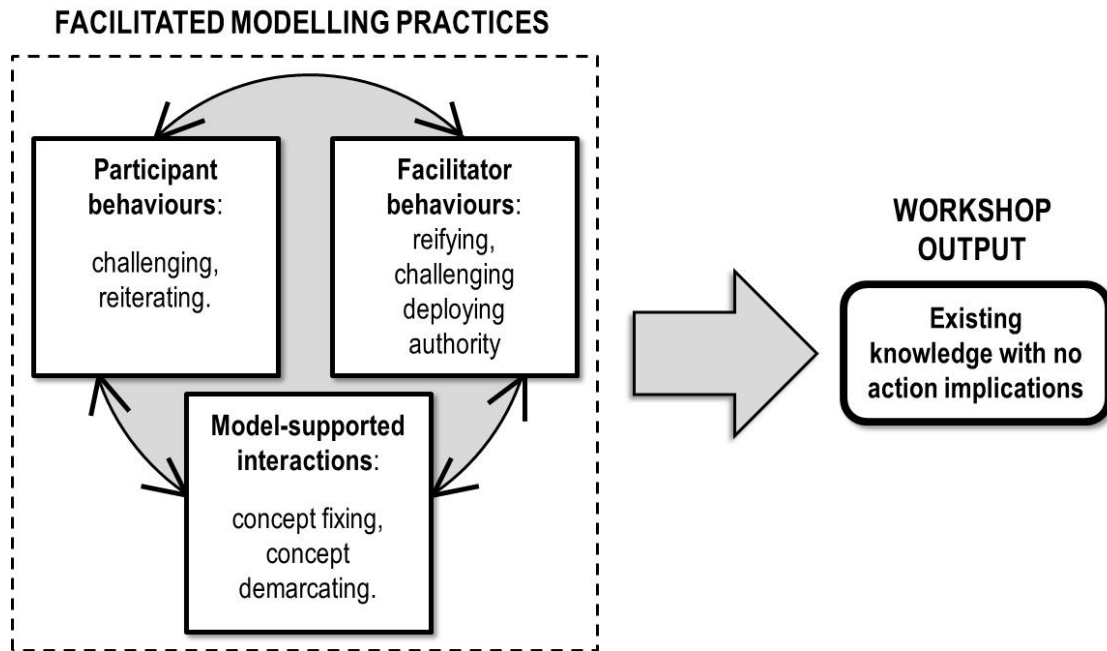 FACILITATED MODELLING PRACTICES
Participant
behaviours:
challenging,
reiterating.
Facilitator
behaviours:
reifying,
challenging
deploying
authority
Model-supported
interactions:
concept fixing,
concept
demarcating.
WORKSHOP
OUTPUT
Existing
knowledge with no
action implications